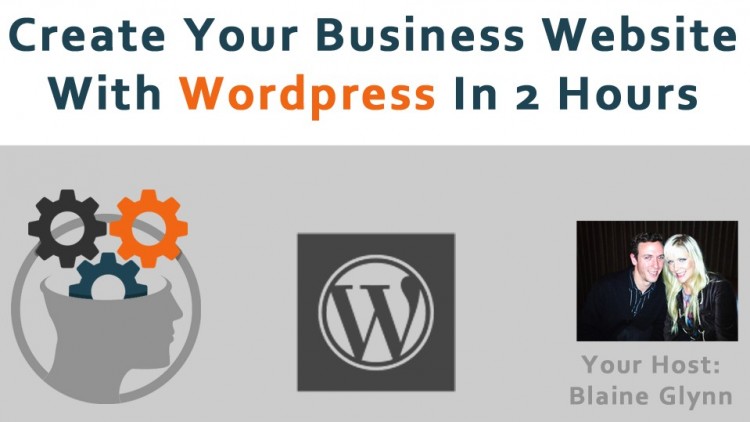 Create Your Business Website
With Wordpress In 2 Hours
W
Your Host:
Blaine Glynn